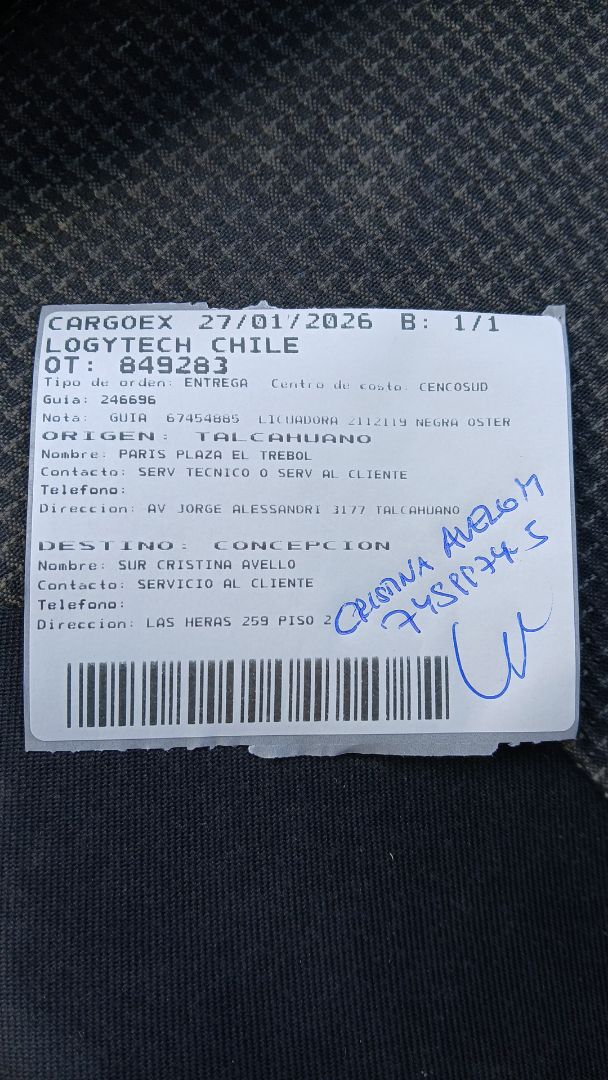 CARGOEX 27/01/2026 B: 1/1
LOGYTECH CHILE
OT: 849283
Tipo de orden: ENTREGA Centro de costo: CENCOSUD
Guia: 246696
Nota: GUIA 67454885 LICUADORA 2112119 NEGRA OSTER
ORIGEN: TALCAHUANO
Nombre: PARIS PLAZA EL TREBOL
Contacto: SERV TECNICO O SERV AL CLIENTE
Telefono:
Direccion: AV JORGE ALESSANDRI 3177 TALCAHUANO
DESTINO: CONCEPCION
Nombre: SUR CRISTINA AVELLO
Contacto: SERVICIO AL CLIENTE
Telefono:
Direccion: LAS HERAS 259 PISO 2
CRISTINA